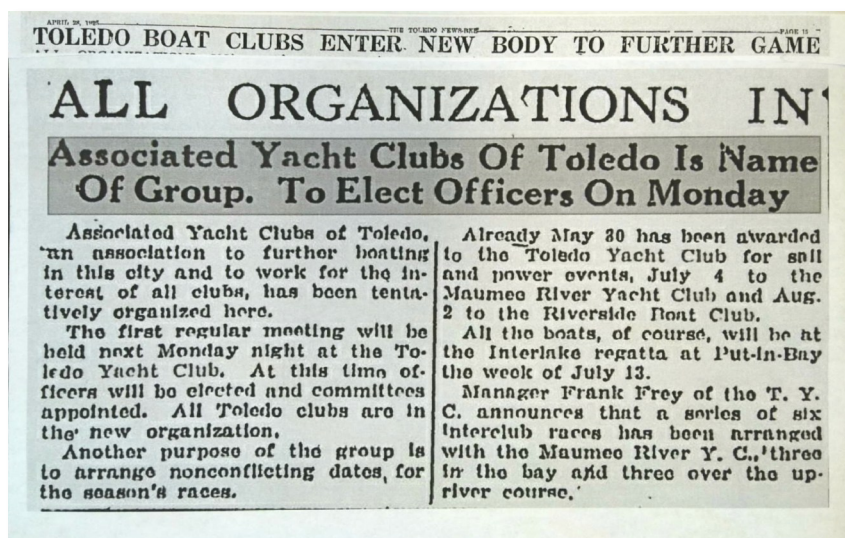 APRIL 28,
THE TOLEDO NEWS-BEE
PAGE 15
TOLEDO BOAT CLUBS ENTER NEW BODY TO FURTHER GAME
ALL ORGANIZATIONS IN
Associated Yacht Clubs Of Toledo Is Name
Of Group. To Elect Officers On Monday
Associated Yacht Clubs of Toledo,
an association to further boating
in this city and to work for the in-
terest of all clubs, has been tenta-
tively organized here.
The first regular meeting will be
held next Monday night at the To-
ledo Yacht Club. At this time of-
ficers will be elected and committees
appointed. All Toledo clubs are in
the new organization.
Another purpose of the group is
to arrange nonconflicting dates, for
the season's races.
Already May 30 has been awarded
to the Toledo Yacht Club for sail
and power events, July 4 to the
Maumee River Yacht Club and Aug.
2 to the Riverside Boat Club.
All the boats, of course, will be at
the Interlake regatta at Put-in-Bay
the week of July 13.
Manager Frank Frey of the T. Y.
C. announces that a series of six
interclub races has been arranged
with the Maumee River Y. C., three
in the bay and three over the up-
river course.